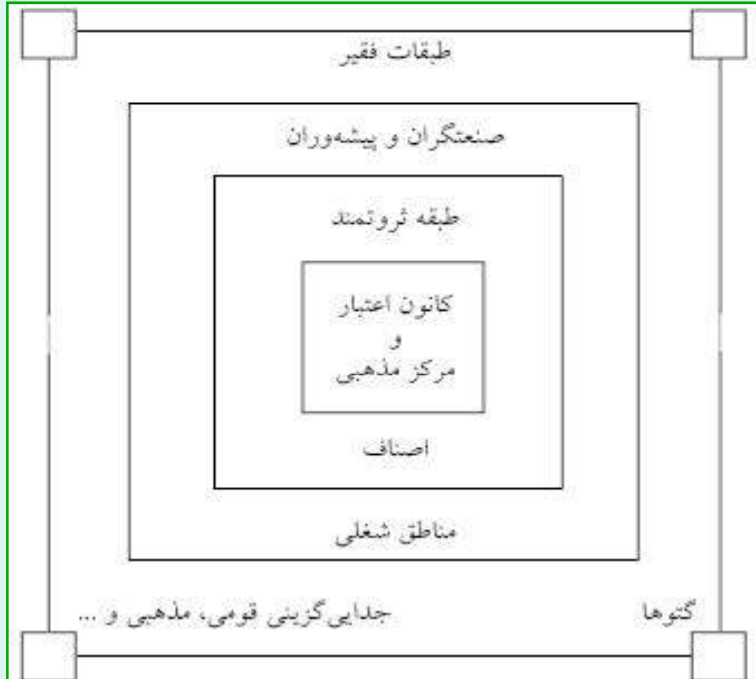 طبقات فقیر
صنعتگران و پیشه‌وران
طبقه ثروتمند
کانون اعتبار
و
مرکز مذهبی
اصناف
مناطق شغلی
گتوها
جدایی‌گزینی قومی، مذهبی و ...